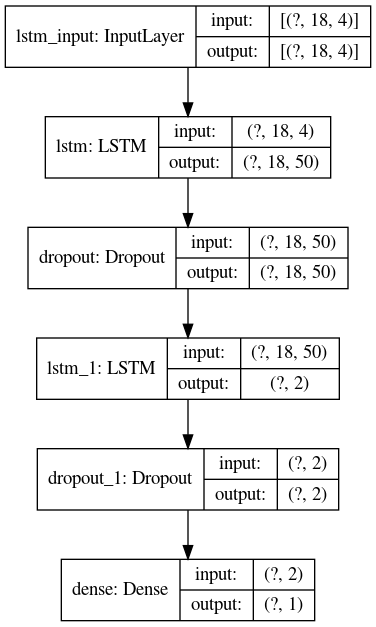 lstm_input: InputLayer
input: [(?, 18, 4)]
output: [(?, 18, 4)]
lstm: LSTM
input: (?, 18, 4)
output: (?, 18, 50)
dropout: Dropout
input: (?, 18, 50)
output: (?, 18, 50)
lstm_1: LSTM
input: (?, 18, 50)
output: (?, 2)
dropout_1: Dropout
input: (?, 2)
output: (?, 2)
dense: Dense
input: (?, 2)
output: (?, 1)